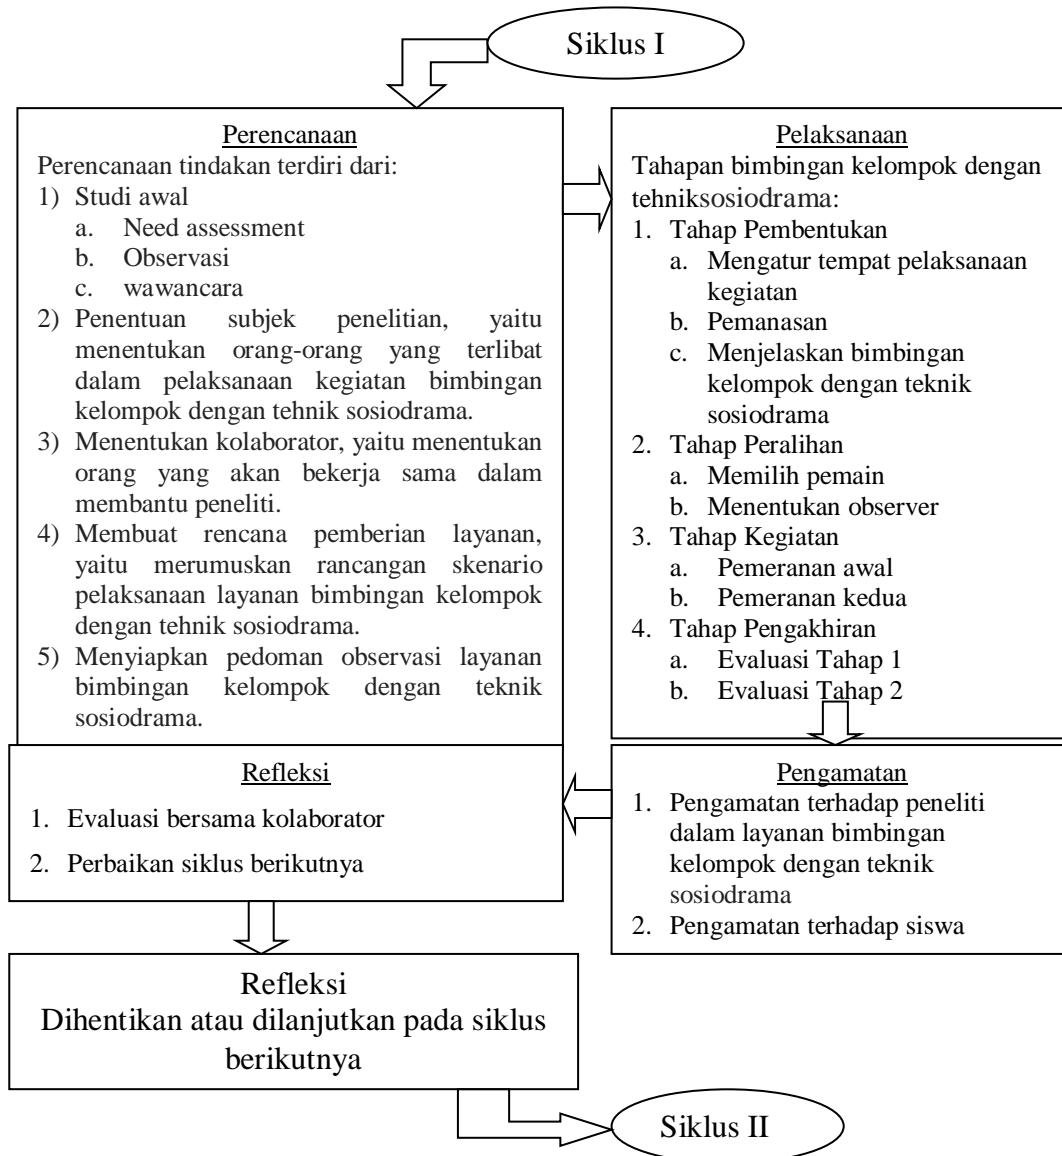 Siklus I
Perencanaan
Perencanaan tindakan terdiri dari:
1) Studi awal
a. Need assessment
b. Observasi
c. wawancara
2) Penentuan subjek penelitian, yaitu
menentukan orang-orang yang terlibat
dalam pelaksanaan kegiatan bimbingan
kelompok dengan tehnik sosiodrama.
3) Menentukan kolaborator, yaitu menentukan
orang yang akan bekerja sama dalam
membantu peneliti.
4) Membuat rencana pemberian layanan,
yaitu merumuskan rancangan skenario
pelaksanaan layanan bimbingan kelompok
dengan tehnik sosiodrama.
5) Menyiapkan pedoman observasi layanan
bimbingan kelompok dengan teknik
sosiodrama.
Pelaksanaan
Tahapan bimbingan kelompok dengan
tehniksosiodrama:
1. Tahap Pembentukan
a. Mengatur tempat pelaksanaan
kegiatan
b. Pemanasan
c. Menjelaskan bimbingan
kelompok dengan teknik
sosiodrama
2. Tahap Peralihan
a. Memilih pemain
b. Menentukan observer
3. Tahap Kegiatan
a. Pemeranan awal
b. Pemeranan kedua
4. Tahap Pengakhiran
a. Evaluasi Tahap 1
b. Evaluasi Tahap 2
Pengamatan
1. Pengamatan terhadap peneliti
dalam layanan bimbingan
kelompok dengan teknik
sosiodrama
2. Pengamatan terhadap siswa
Refleksi
1. Evaluasi bersama kolaborator
2. Perbaikan siklus berikutnya
Refleksi
Dihentikan atau dilanjutkan pada siklus
berikutnya
Siklus II